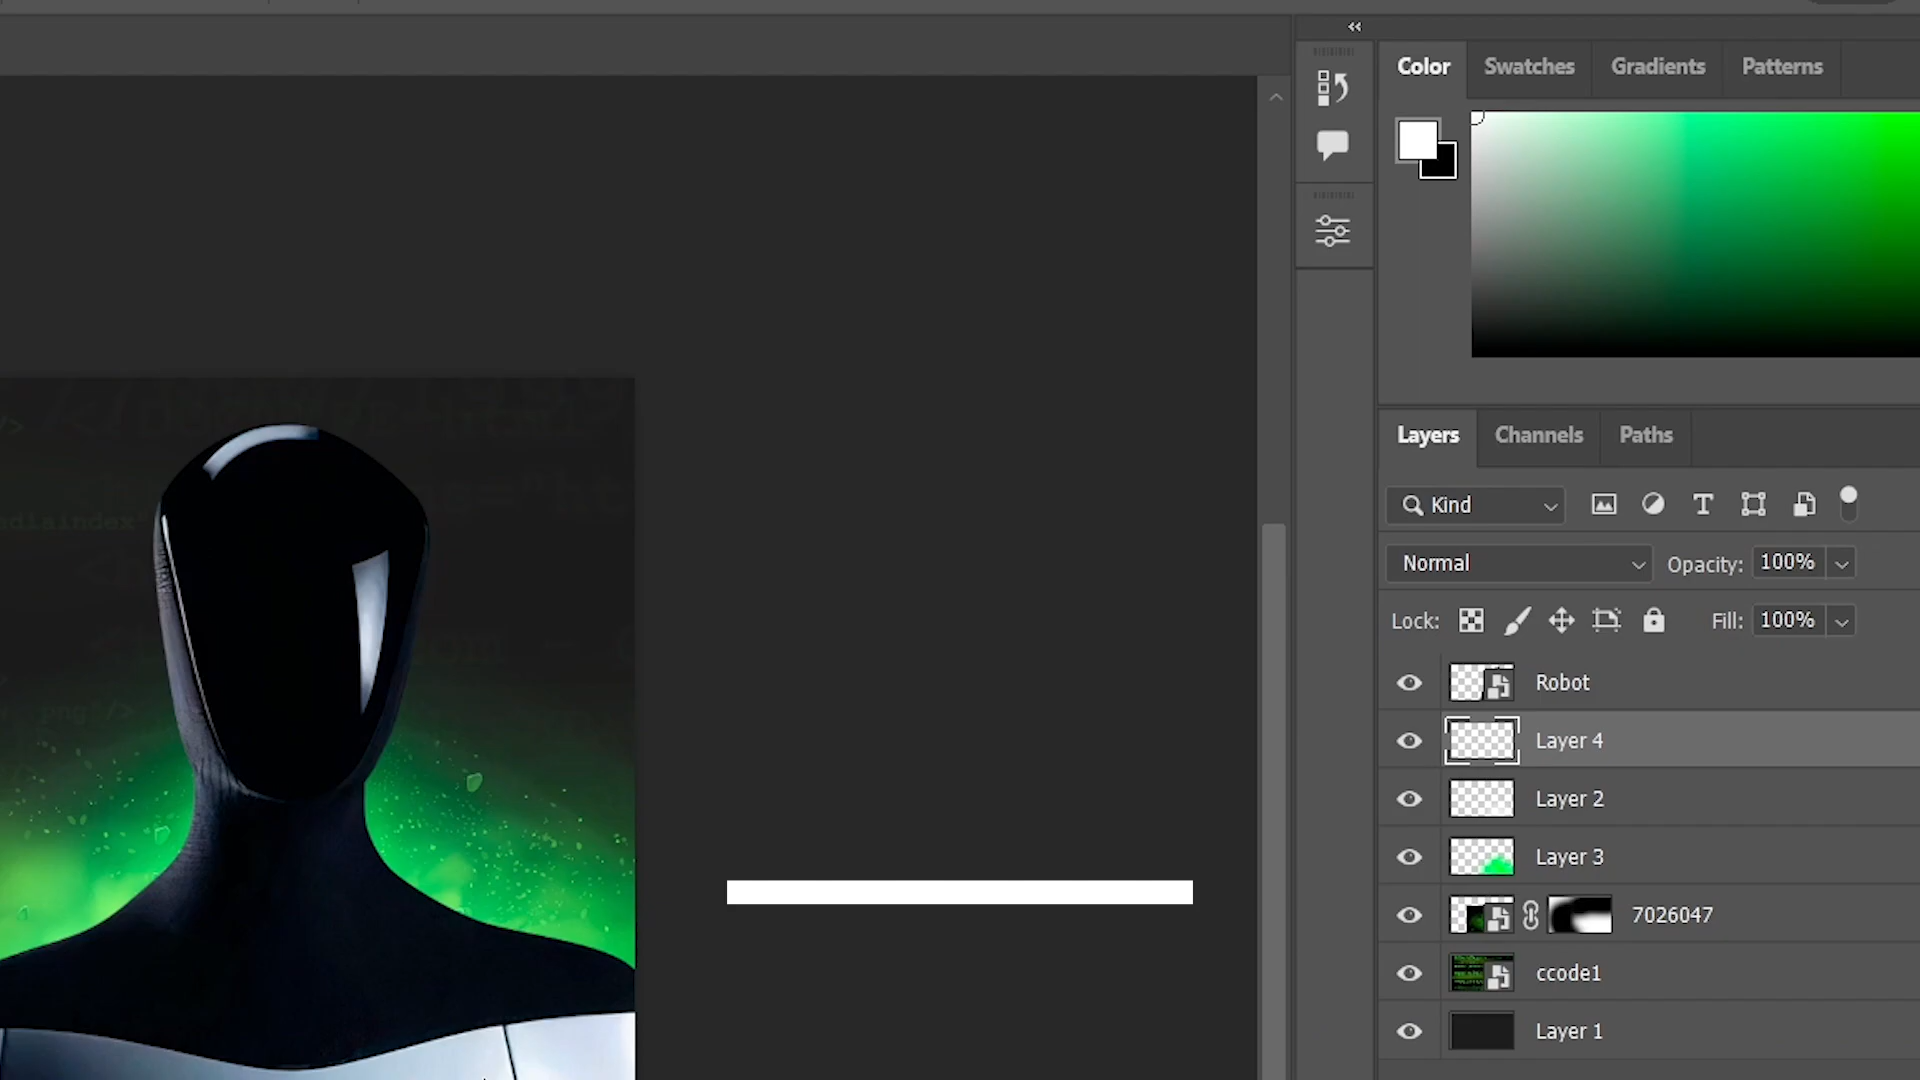 Color Swatches Gradients Patterns
Layers Channels Paths
Kind
Normal Opacity: 100%
Lock: Fill: 100%
Robot
Layer 4
Layer 2
Layer 3
7026047
ccode1
Layer 1